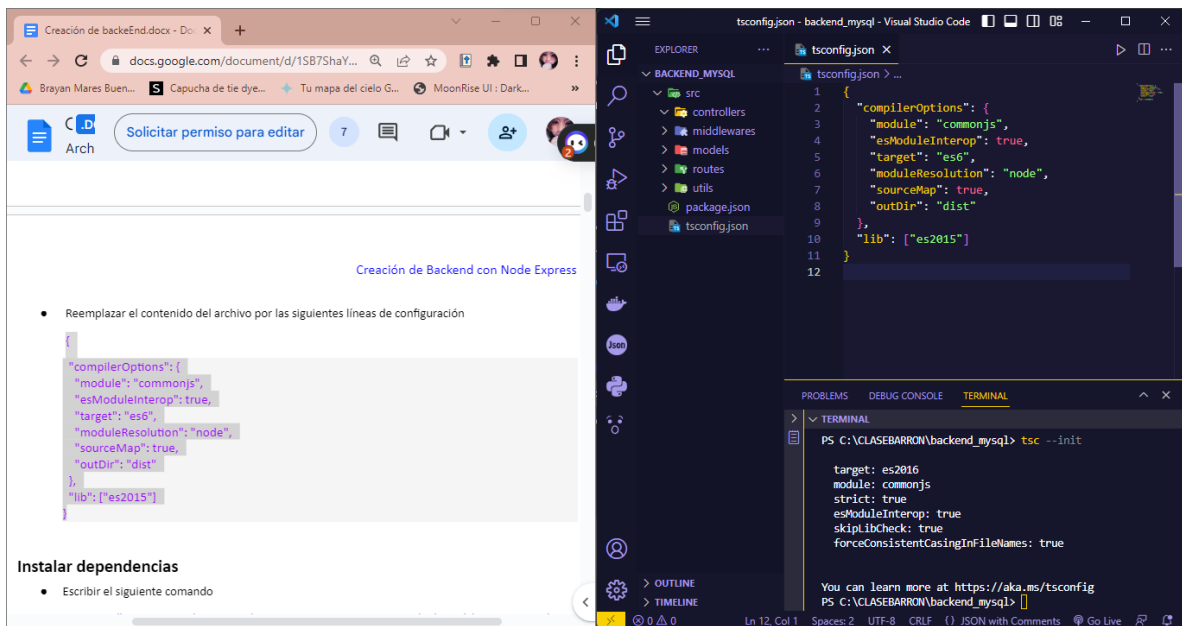 Creación de backeEnd.docx - Do
docs.google.com/document/d/1SB7ShaY...
Brayan Mares Buen...
Capucha de tie dye...
Tu mapa del cielo G...
MoonRise UI : Dark...
»
.D
Arch
Solicitar permiso para editar
7
2
Creación de Backend con Node Express
● Reemplazar el contenido del archivo por las siguientes líneas de configuración
{
"compilerOptions": {
"module": "commonjs",
"esModuleInterop": true,
"target": "es6",
"moduleResolution": "node",
"sourceMap": true,
"outDir": "dist"
},
"lib": ["es2015"]
}
Instalar dependencias
● Escribir el siguiente comando
tsconfig.json - backend_mysql - Visual Studio Code
EXPLORER
BACKEND_MYSQL
src
controllers
middlewares
models
routes
utils
package.json
tsconfig.json
Json
OUTLINE
TIMELINE
tsconfig.json
tsconfig.json > ...
1 {
2 "compilerOptions": {
3 "module": "commonjs",
4 "esModuleInterop": true,
5 "target": "es6",
6 "moduleResolution": "node",
7 "sourceMap": true,
8 "outDir": "dist"
9 },
10 "lib": ["es2015"]
11 }
12
PROBLEMS DEBUG CONSOLE TERMINAL
TERMINAL
PS C:\CLASEBARRON\backend_mysql> tsc --init
target: es2016
module: commonjs
strict: true
esModuleInterop: true
skipLibCheck: true
forceConsistentCasingInFileNames: true
You can learn more at https://aka.ms/tsconfig
PS C:\CLASEBARRON\backend_mysql>
0 0 Ln 12, Col 1 Spaces: 2 UTF-8 CRLF {} JSON with Comments Go Live